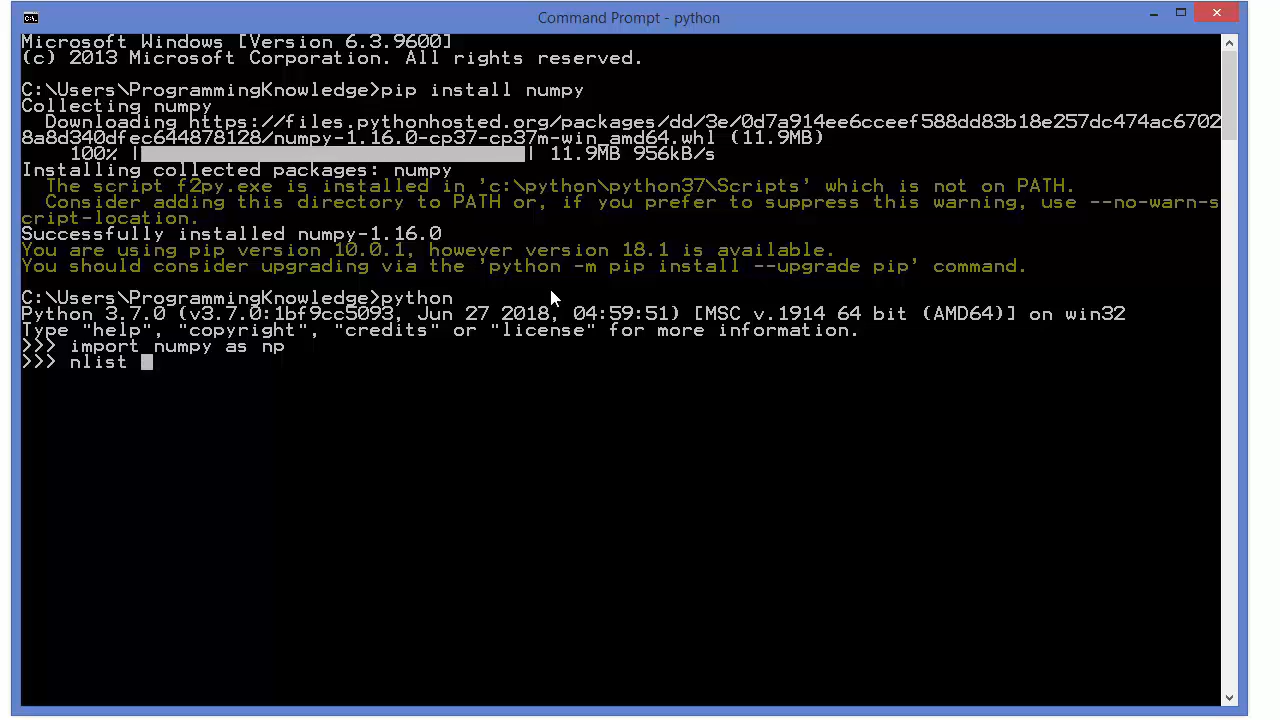 Command Prompt - python
Microsoft Windows [Version 6.3.9600]
(c) 2013 Microsoft Corporation. All rights reserved.
C:\Users\ProgrammingKnowledge>pip install numpy
Collecting numpy
Downloading https://files.pythonhosted.org/packages/dd/3e/0d7a914ee6cceef588dd83b18e257dc474ac6702
8a8d340dfec644878128/numpy-1.16.0-cp37-cp37m-win_amd64.whl (11.9MB)
100% |████████████████████████████████| 11.9MB 956kB/s
Installing collected packages: numpy
The script f2py.exe is installed in 'c:\python\python37\Scripts' which is not on PATH.
Consider adding this directory to PATH or, if you prefer to suppress this warning, use --no-warn-s
cript-location.
Successfully installed numpy-1.16.0
You are using pip version 10.0.1, however version 18.1 is available.
You should consider upgrading via the 'python -m pip install --upgrade pip' command.
C:\Users\ProgrammingKnowledge>python
Python 3.7.0 (v3.7.0:1bf9cc5093, Jun 27 2018, 04:59:51) [MSC v.1914 64 bit (AMD64)] on win32
Type "help", "copyright", "credits" or "license" for more information.
>>> import numpy as np
>>> nlist